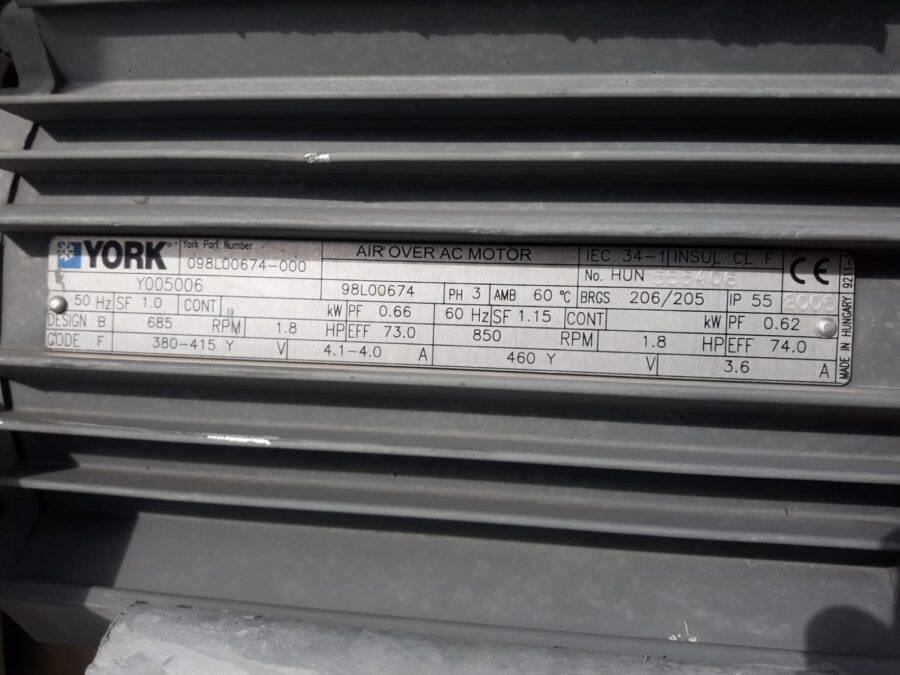 YORK® York Part Number AIR OVER AC MOTOR IEC 34-1 INSUL CL F CE
098L00674-000 No. HUN
Y005006 98L00674 PH 3 AMB 60 °C BRGS 206/205 IP 55 2006
50 Hz SF 1.0 CONT kW PF 0.66 60 Hz SF 1.15 CONT kW PF 0.62
DESIGN B 685 RPM 1.8 HP EFF 73.0 850 RPM 1.8 HP EFF 74.0
CODE F 380-415 Y V 4.1-4.0 A 460 Y V 3.6 A
MADE IN HUNGARY 9211-1